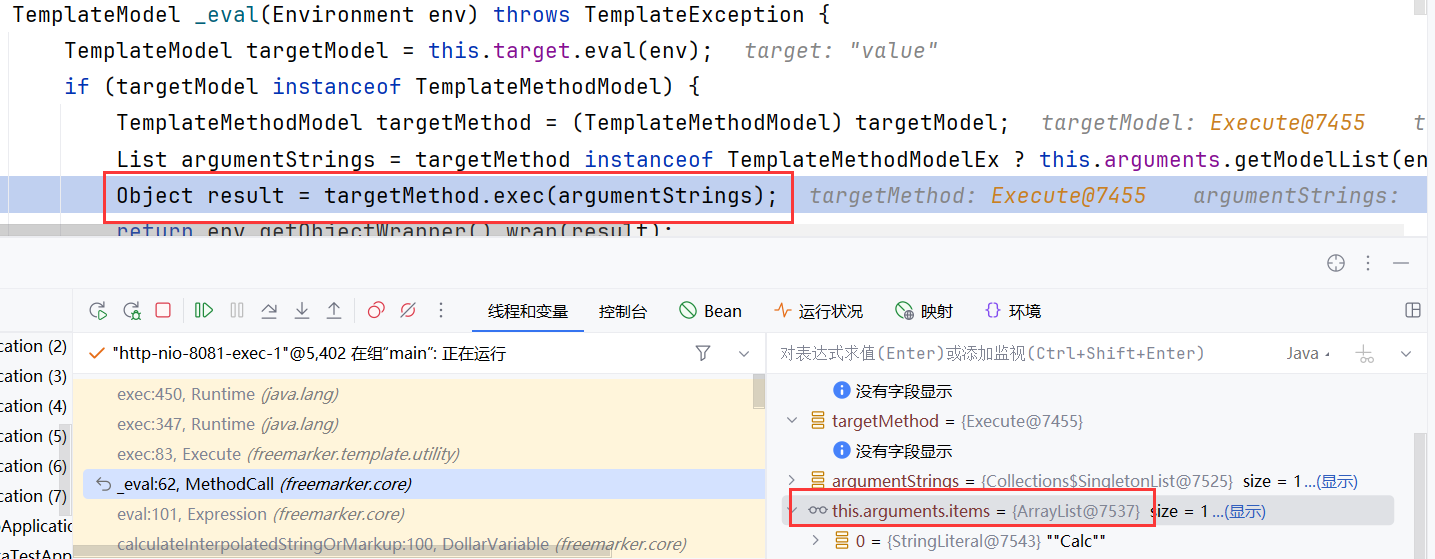 TemplateModel _eval(Environment env) throws TemplateException {
TemplateModel targetModel = this.target.eval(env); target: "value"
if (targetModel instanceof TemplateMethodModel) {
TemplateMethodModel targetMethod = (TemplateMethodModel) targetModel; targetModel: Execute@7455 t
List argumentStrings = targetMethod instanceof TemplateMethodModelEx ? this.arguments.getModelList(en
Object result = targetMethod.exec(argumentStrings); targetMethod: Execute@7455 argumentStrings:
return env.getObjectWrapper().wrap(result);
线程和变量 控制台 Bean 运行状况 映射 环境
cation (2)
"http-nio-8081-exec-1"@5,402 在组"main": 正在运行
对表达式求值(Enter)或添加监视(Ctrl+Shift+Enter) Java
cation (3)
exec:450, Runtime (java.lang)
没有字段显示
cation (4)
exec:347, Runtime (java.lang)
targetMethod = {Execute@7455}
cation (5)
exec:83, Execute (freemarker.template.utility)
没有字段显示
cation (6)
_eval:62, MethodCall (freemarker.core)
argumentStrings = {Collections$SingletonList@7525} size = 1 ...(显示)
cation (7)
eval:101, Expression (freemarker.core)
this.arguments.items = {ArrayList@7537} size = 1 ...(显示)
Application
calculateInterpolatedStringOrMarkup:100, DollarVariable (freemarker.core)
0 = {StringLiteral@7543} ""Calc""
taTestApp